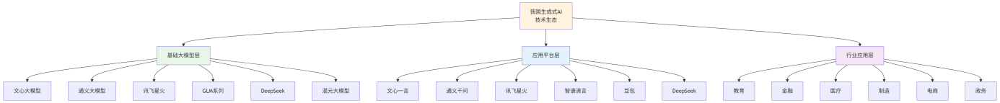 我国生成式AI
技术生态
基础大模型层
应用平台层
行业应用层
文心大模型
通义大模型
讯飞星火
GLM系列
DeepSeek
混元大模型
文心一言
通义千问
讯飞星火
智谱清言
豆包
DeepSeek
教育
金融
医疗
制造
电商
政务